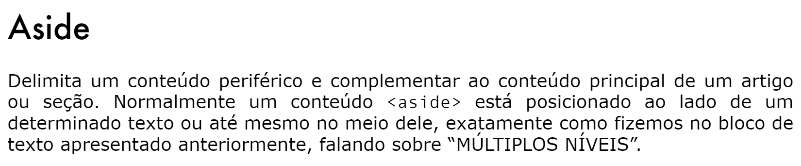 Aside
Delimita um conteúdo periférico e complementar ao conteúdo principal de um artigo
ou seção. Normalmente um conteúdo <aside> está posicionado ao lado de um
determinado texto ou até mesmo no meio dele, exatamente como fizemos no bloco de
texto apresentado anteriormente, falando sobre “MÚLTIPLOS NÍVEIS”.